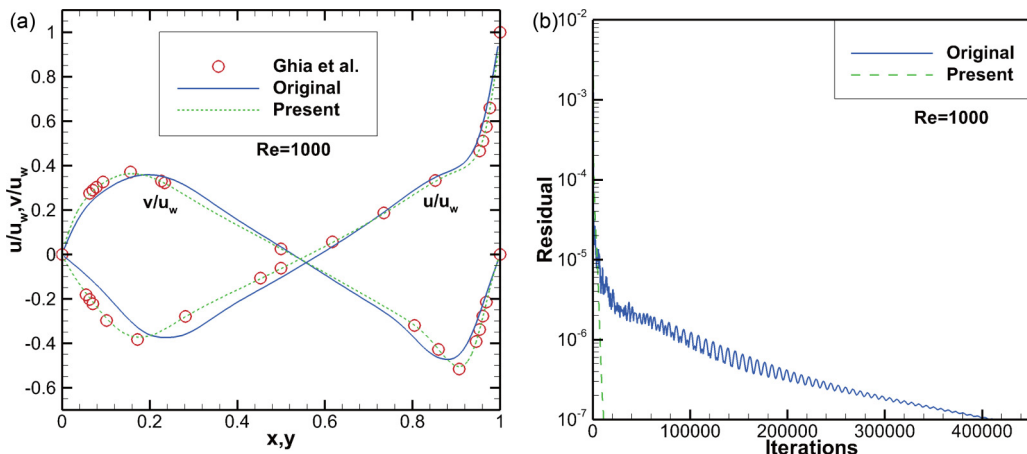 (a)
1
0.8
0.6
0.4
0.2
0
-0.2
-0.4
-0.6
u/u_w,v/u_w
Ghia et al.
Original
Present
Re=1000
v/u_w
u/u_w
0
0.2
0.4
0.6
0.8
1
x,y
(b)
10^-2
10^-3
10^-4
10^-5
10^-6
10^-7
Residual
Original
Present
Re=1000
0
100000
200000
300000
400000
Iterations